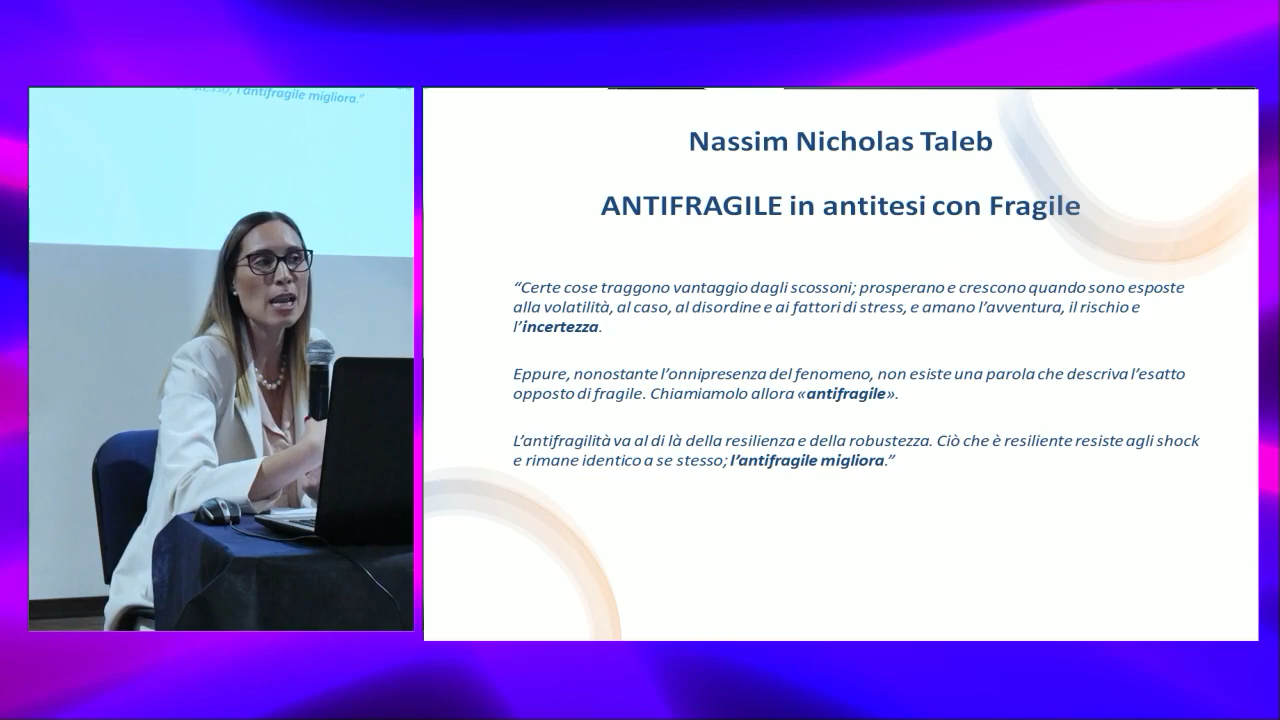 stesso; l'antifragile migliora.”
Nassim Nicholas Taleb
ANTIFRAGILE in antitesi con Fragile
“Certe cose traggono vantaggio dagli scossoni; prosperano e crescono quando sono esposte
alla volatilità, al caso, al disordine e ai fattori di stress, e amano l’avventura, il rischio e
l’incertezza.
Eppure, nonostante l’onnipresenza del fenomeno, non esiste una parola che descriva l’esatto
opposto di fragile. Chiamiamolo allora «antifragile».
L’antifragilità va al di là della resilienza e della robustezza. Ciò che è resiliente resiste agli shock
e rimane identico a se stesso; l’antifragile migliora.”